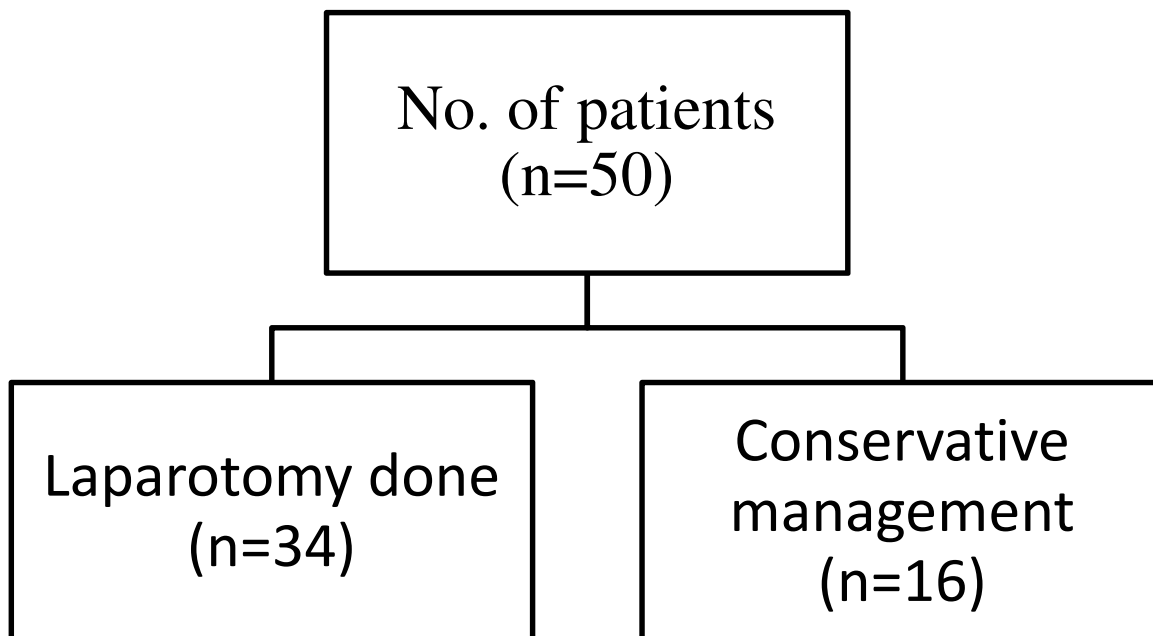 No. of patients
(n=50)
Laparotomy done
(n=34)
Conservative
management
(n=16)